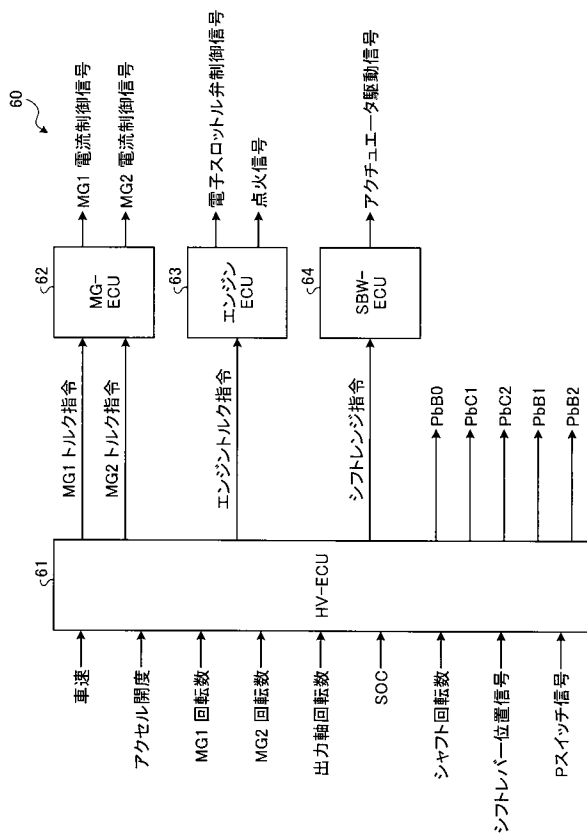 60
61
HV-ECU
車速
アクセル開度
MG1 回転数
MG2 回転数
出力軸回転数
SOC
シャフト回転数
シフトレバー位置信号
Pスイッチ信号
MG1 トルク指令
MG2 トルク指令
エンジントルク指令
シフトレンジ指令
PbB0
PbC1
PbC2
PbB1
PbB2
62
MG-
ECU
63
エンジン
ECU
64
SBW-
ECU
MG1 電流制御信号
MG2 電流制御信号
電子スロットル弁制御信号
点火信号
アクチュエータ駆動信号